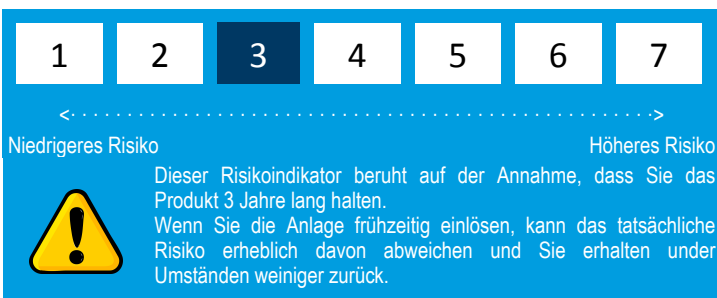 1 2 3 4 5 6 7
<· · · · · · · · · · · · · · · · · · · · · · · · · · · · · · · · · · · · · · · · · · · · · · · · · · · ·>
Niedrigeres Risiko Höheres Risiko
Dieser Risikoindikator beruht auf der Annahme, dass Sie das
Produkt 3 Jahre lang halten.
Wenn Sie die Anlage frühzeitig einlösen, kann das tatsächliche
Risiko erheblich davon abweichen und Sie erhalten under
Umständen weiniger zurück.